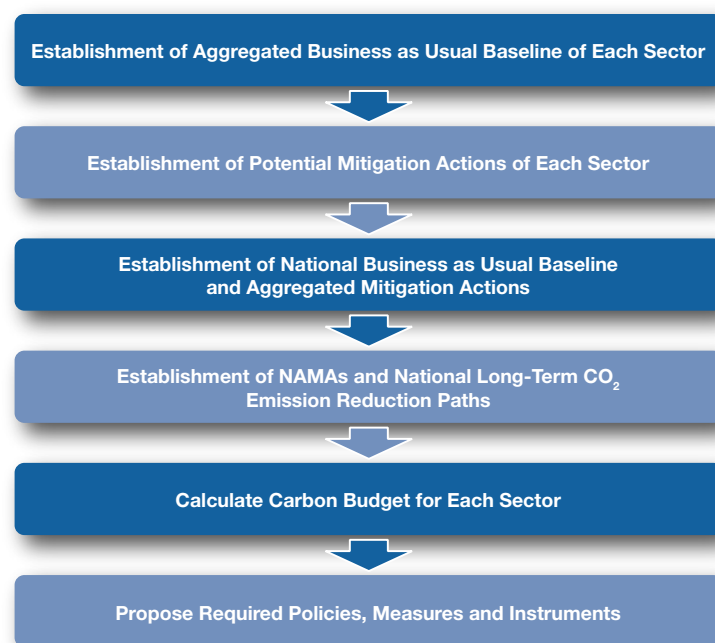 Establishment of Aggregated Business as Usual Baseline of Each Sector
Establishment of Potential Mitigation Actions of Each Sector
Establishment of National Business as Usual Baseline
and Aggregated Mitigation Actions
Establishment of NAMAs and National Long-Term CO₂
Emission Reduction Paths
Calculate Carbon Budget for Each Sector
Propose Required Policies, Measures and Instruments